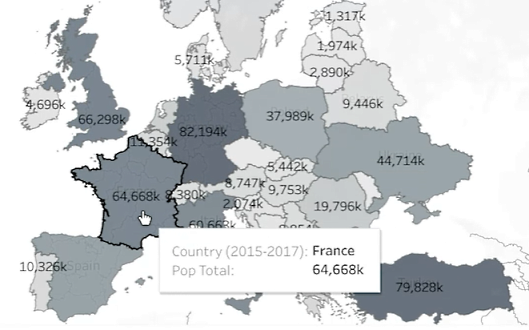 1,317k
1,974k
5,711k
2,890k
4,696k
9,446k
66,298k
37,989k
82,194k
11,354k
44,714k
5,442k
8,747k
9,753k
64,668k
8,380k
2,074k
19,796k
60,663k
10,326k
Spain
Country (2015-2017): France
Pop Total: 64,668k
79,828k